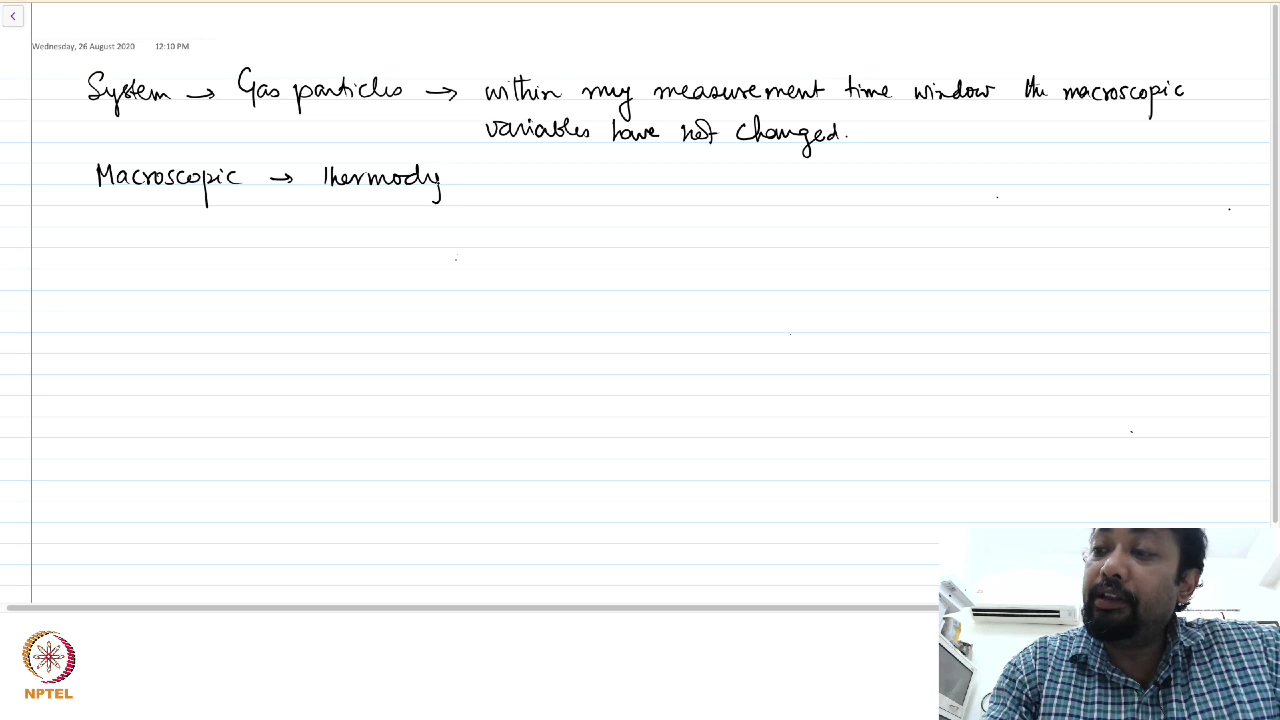 Wednesday, 26 August 2020 12:10 PM
System → Gas particles → within my measurement time window the macroscopic
variables have not changed.
Macroscopic → Thermody
NPTEL